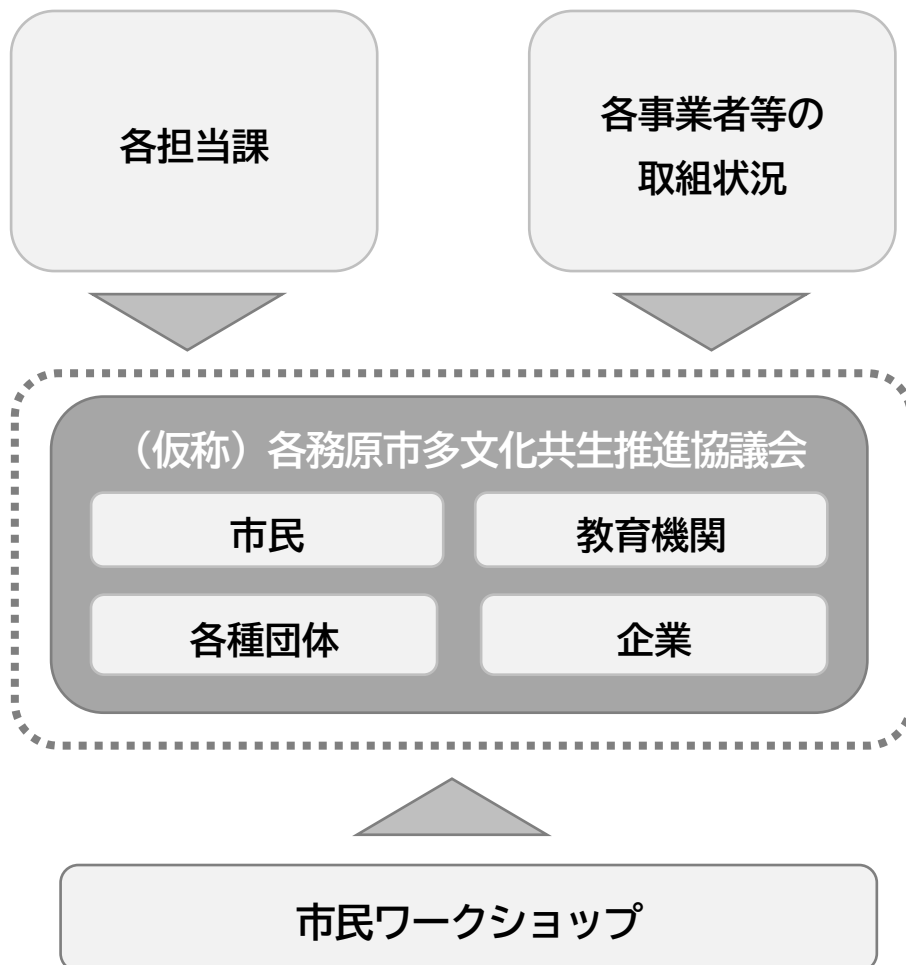 各担当課
各事業者等の
取組状況
（仮称）各務原市多文化共生推進協議会
市民
教育機関
各種団体
企業
市民ワークショップ